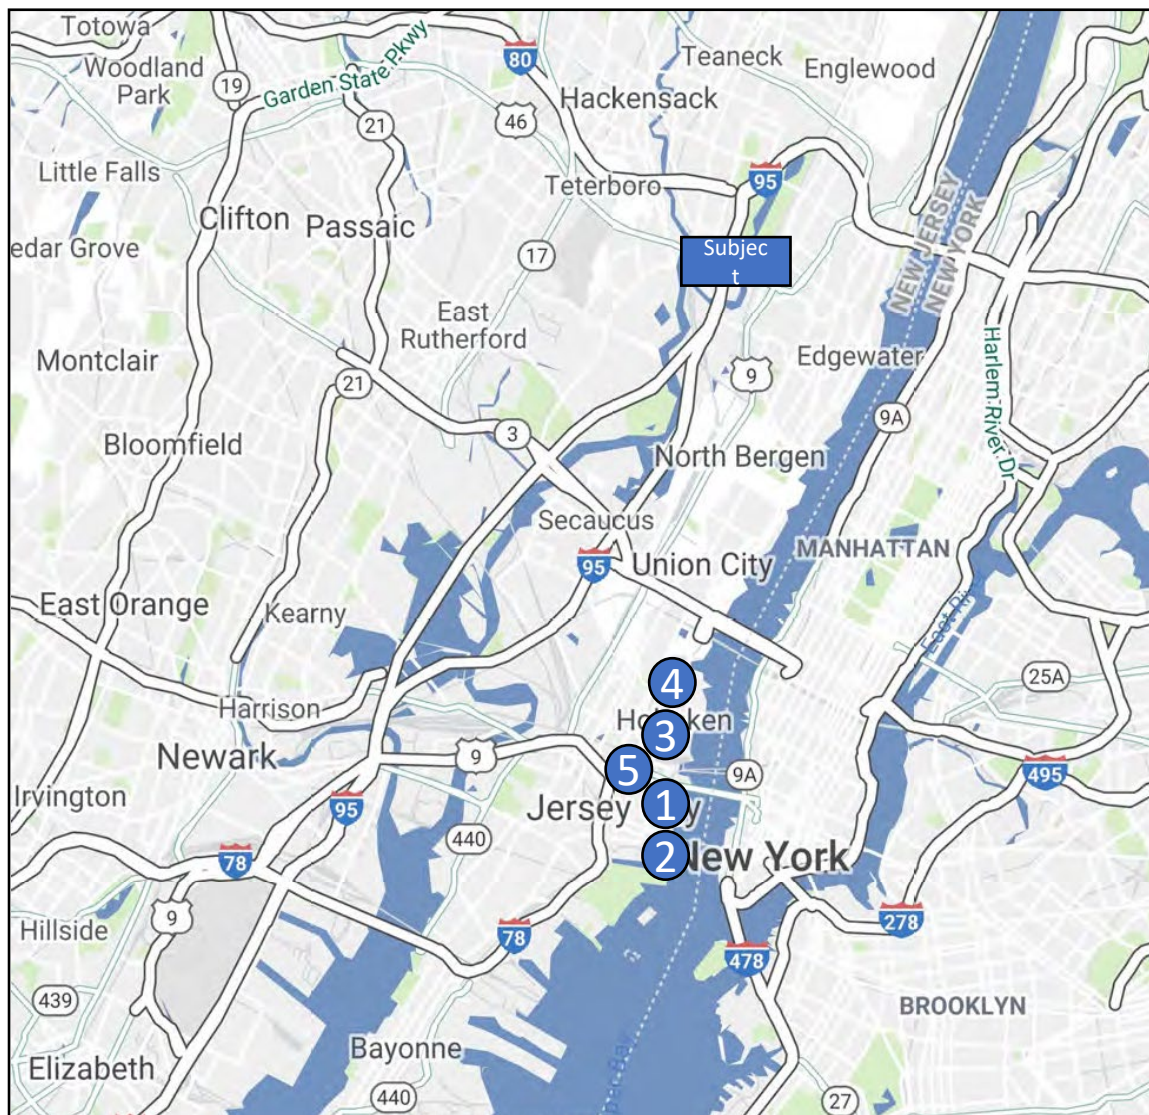 Totowa
Woodland
Park
19
Garden State Pkwy
80
Teaneck
Englewood
Hackensack
46
21
Little Falls
Teterboro
95
Clifton
Passaic
NEW JERSEY
NEW YORK
edar Grove
17
Subjec
t
East
Rutherford
Montclair
Edgewater
9
21
Harlem River Dr
9A
3
Bloomfield
North Bergen
Secaucus
MANHATTAN
95
Union City
East Orange
Kearny
East Ri
25A
4
Harrison
Ho
ken
3
Newark
9
5
9A
495
Irvington
95
Jersey
1
y
440
78
2
New York
9
278
Hillside
78
478
439
BROOKLYN
Bayonne
Elizabeth
440
27